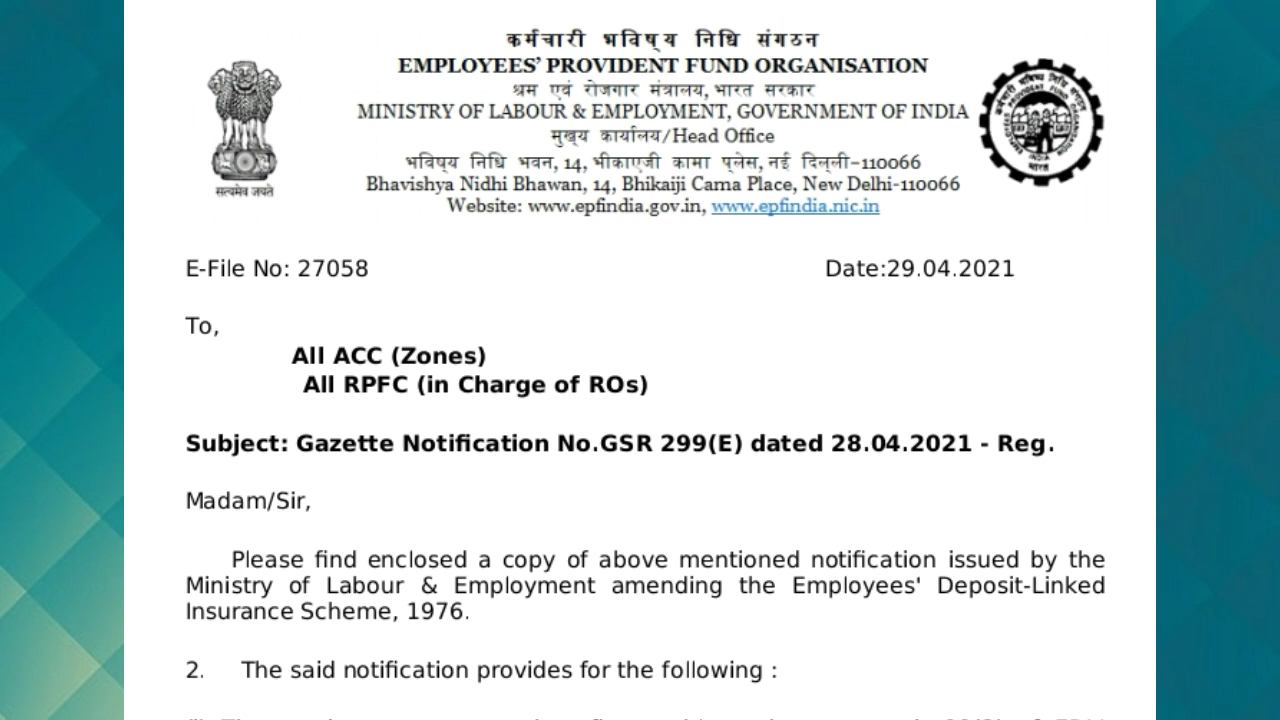 कर्मचारी भविष्य निधि संगठन
EMPLOYEES' PROVIDENT FUND ORGANISATION
श्रम एवं रोजगार मंत्रालय, भारत सरकार
MINISTRY OF LABOUR & EMPLOYMENT, GOVERNMENT OF INDIA
मुख्य कार्यालय/Head Office
भविष्य निधि भवन, 14, भीकाएजी कामा प्लेस, नई दिल्ली-110066
Bhavishya Nidhi Bhawan, 14, Bhikaiji Cama Place, New Delhi-110066
Website: www.epfindia.gov.in, www.epfindia.nic.in
सत्यमेव जयते
E-File No: 27058 Date:29.04.2021
To,
All ACC (Zones)
All RPFC (in Charge of ROs)
Subject: Gazette Notification No.GSR 299(E) dated 28.04.2021 - Reg.
Madam/Sir,
Please find enclosed a copy of above mentioned notification issued by the
Ministry of Labour & Employment amending the Employees' Deposit-Linked
Insurance Scheme, 1976.
2. The said notification provides for the following :